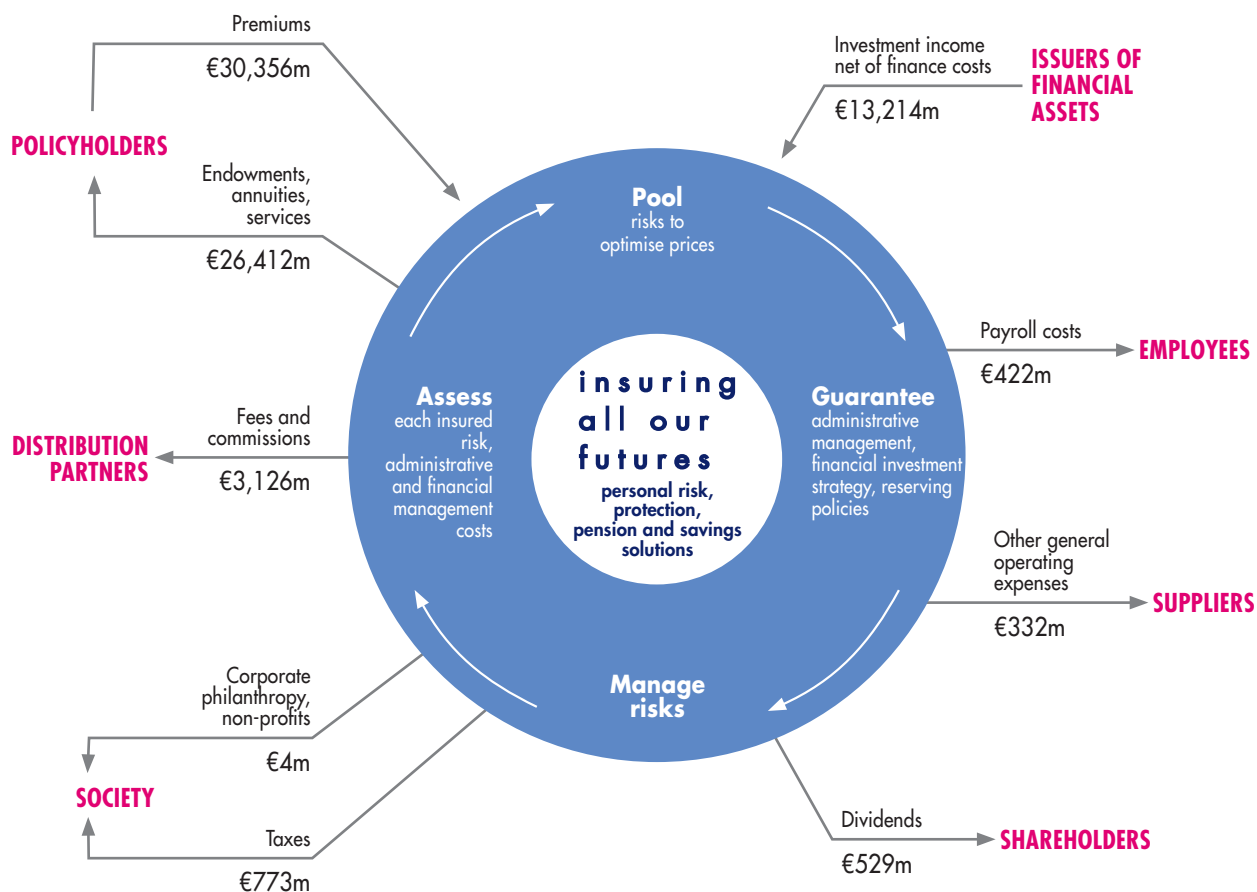 Premiums
€30,356m
POLICYHOLDERS
Endowments,
annuities,
services
€26,412m
Investment income
net of finance costs
€13,214m
ISSUERS OF
FINANCIAL
ASSETS
Pool
risks to
optimise prices
Payroll costs
€422m
EMPLOYEES
Fees and
commissions
€3,126m
DISTRIBUTION
PARTNERS
Assess
each insured
risk,
administrative
and financial
management
costs
insuring
all our
futures
personal risk,
protection,
pension and savings
solutions
Guarantee
administrative
management,
financial investment
strategy, reserving
policies
Other general
operating
expenses
€332m
SUPPLIERS
Manage
risks
Corporate
philanthropy,
non-profits
€4m
SOCIETY
Taxes
€773m
Dividends
€529m
SHAREHOLDERS